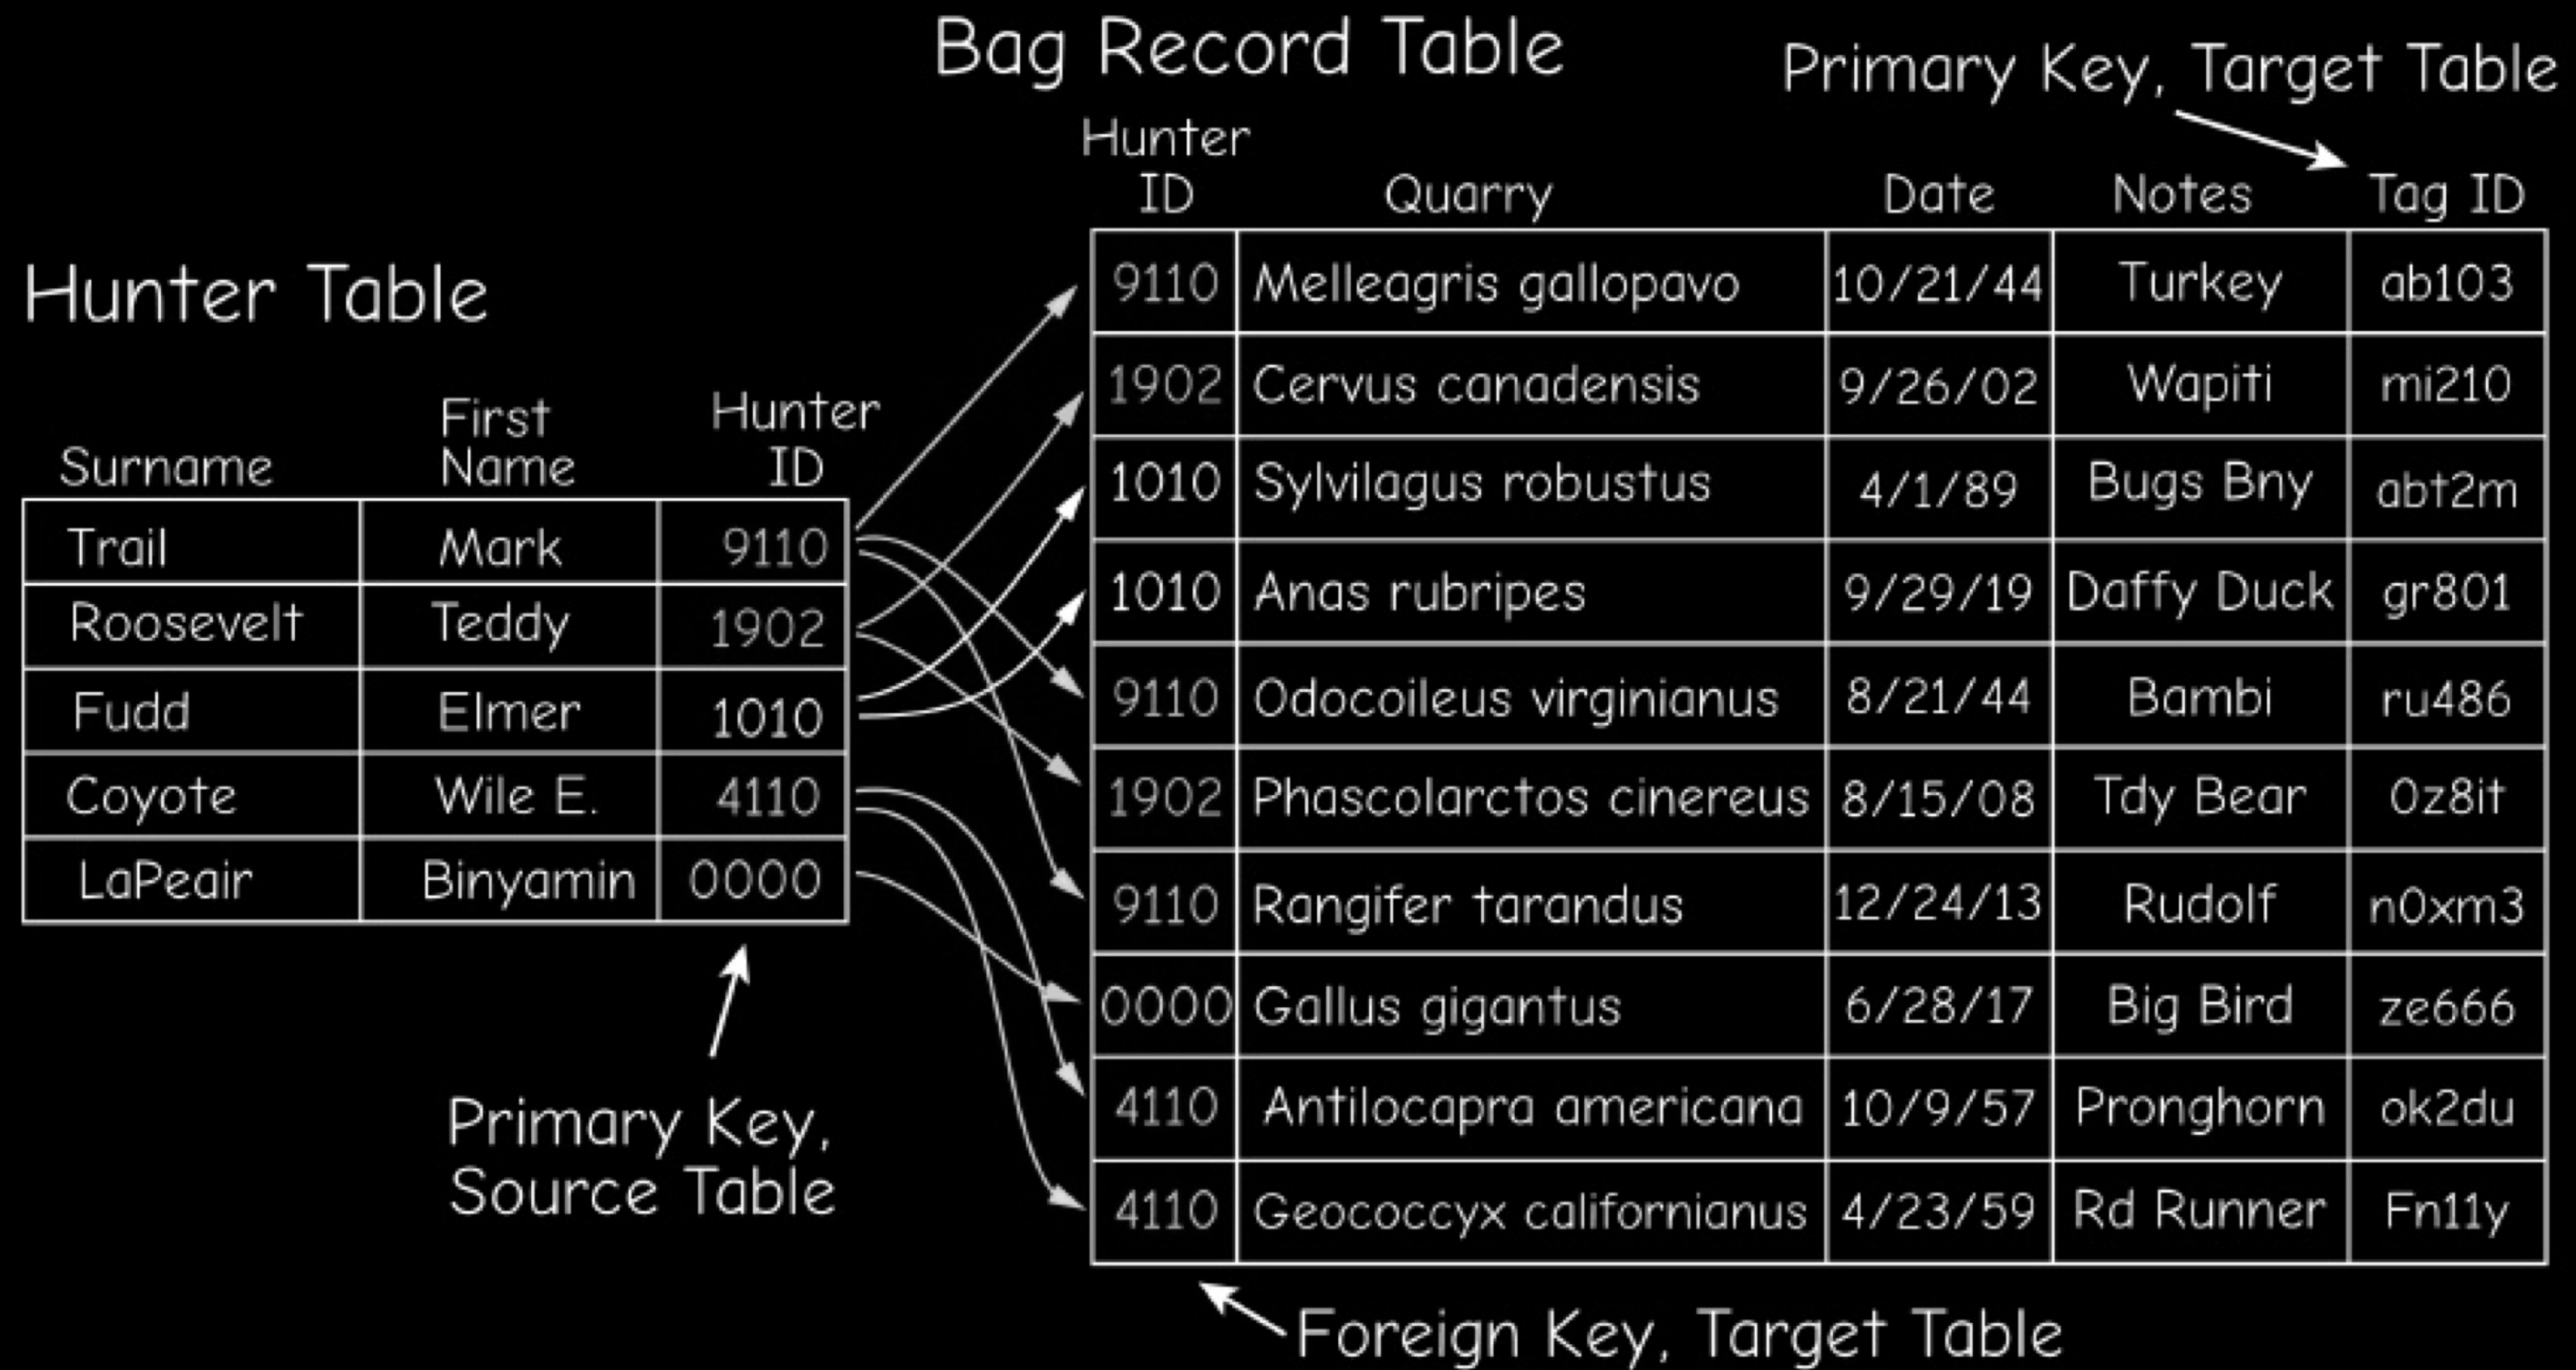 Bag Record Table
Primary Key, Target Table
Hunter
ID Quarry Date Notes Tag ID
9110 Melleagris gallopavo 10/21/44 Turkey ab103
1902 Cervus canadensis 9/26/02 Wapiti mi210
1010 Sylvilagus robustus 4/1/89 Bugs Bny abt2m
1010 Anas rubripes 9/29/19 Daffy Duck gr801
9110 Odocoileus virginianus 8/21/44 Bambi ru486
1902 Phascolarctos cinereus 8/15/08 Tdy Bear 0z8it
9110 Rangifer tarandus 12/24/13 Rudolf n0xm3
0000 Gallus gigantus 6/28/17 Big Bird ze666
4110 Antilocapra americana 10/9/57 Pronghorn ok2du
4110 Geococcyx californianus 4/23/59 Rd Runner Fn11y
Foreign Key, Target Table
Hunter Table
First Hunter
Surname Name ID
Trail Mark 9110
Roosevelt Teddy 1902
Fudd Elmer 1010
Coyote Wile E. 4110
LaPeair Binyamin 0000
Primary Key,
Source Table